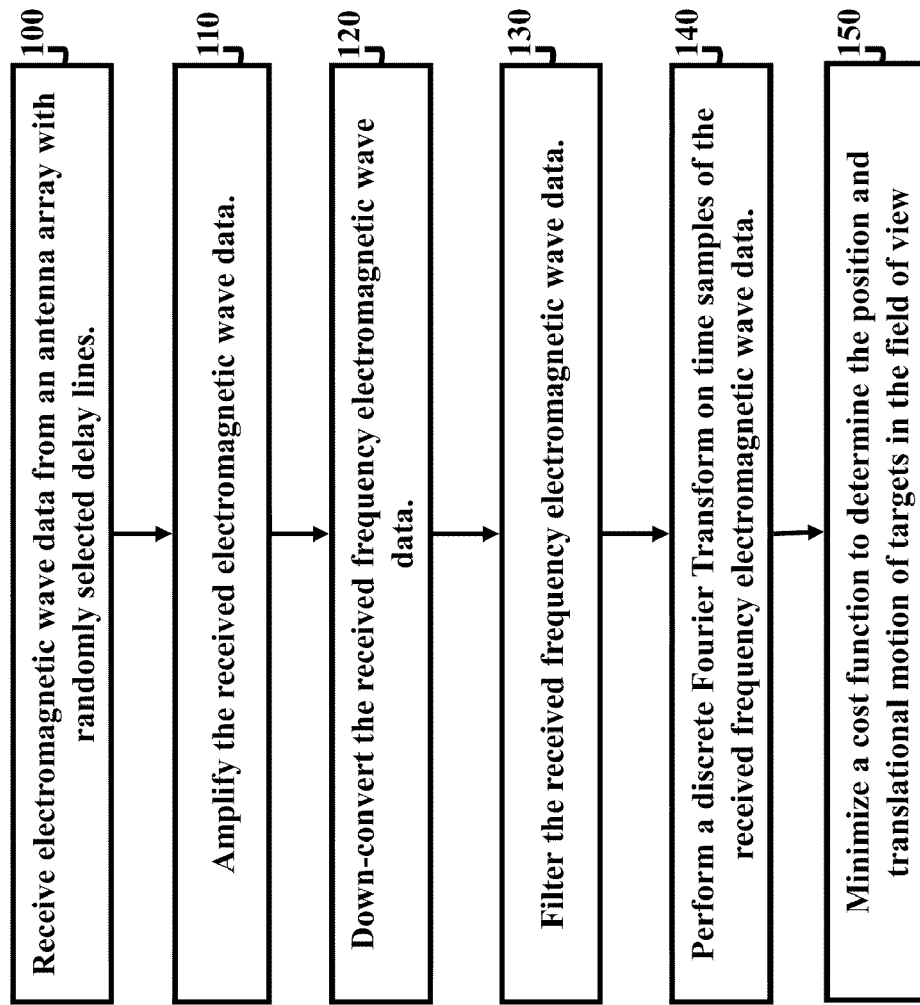 100
Receive electromagnetic wave data from an antenna array with
randomly selected delay lines.
110
Amplify the received electromagnetic wave data.
120
Down-convert the received frequency electromagnetic wave
data.
130
Filter the received frequency electromagnetic wave data.
140
Perform a discrete Fourier Transform on time samples of the
received frequency electromagnetic wave data.
150
Minimize a cost function to determine the position and
translational motion of targets in the field of view